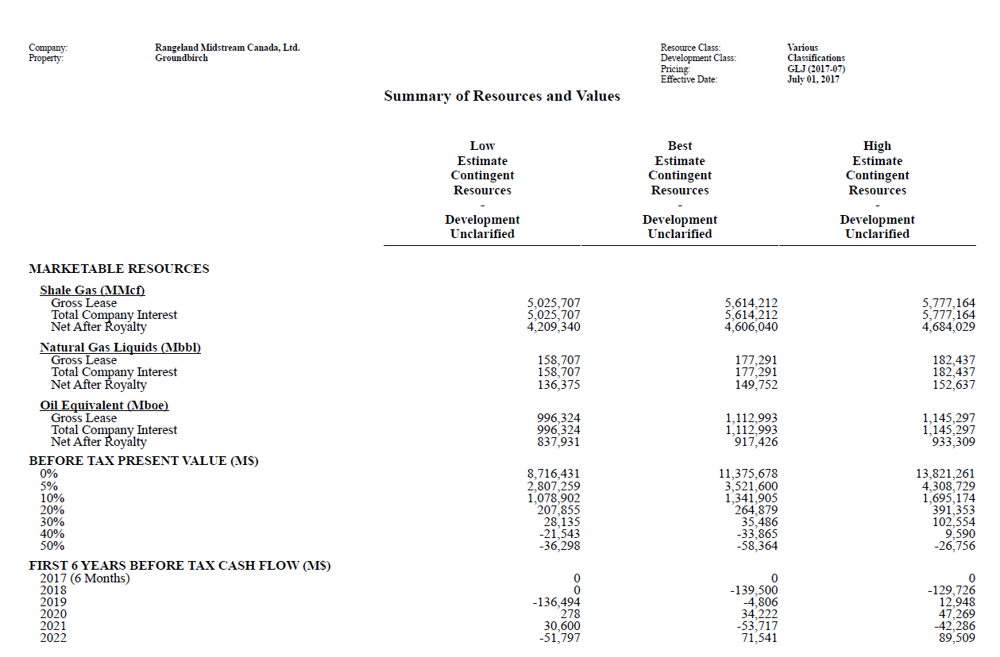 Company: Rangeland Midstream Canada, Ltd. Resource Class: Various
Property: Groundbirch Development Class: Classifications
Pricing: GLJ (2017-07)
Effective Date: July 01, 2017
Summary of Resources and Values
Low Best High
Estimate Estimate Estimate
Contingent Contingent Contingent
Resources Resources Resources
- - -
Development Development Development
Unclarified Unclarified Unclarified
MARKETABLE RESOURCES
Shale Gas (MMcf)
Gross Lease 5,025,707 5,614,212 5,777,164
Total Company Interest 5,025,707 5,614,212 5,777,164
Net After Royalty 4,209,340 4,606,040 4,684,029
Natural Gas Liquids (Mbbl)
Gross Lease 158,707 177,291 182,437
Total Company Interest 158,707 177,291 182,437
Net After Royalty 136,375 149,752 152,637
Oil Equivalent (Mboe)
Gross Lease 996,324 1,112,993 1,145,297
Total Company Interest 996,324 1,112,993 1,145,297
Net After Royalty 837,931 917,426 933,309
BEFORE TAX PRESENT VALUE (M$)
0% 8,716,431 11,375,678 13,821,261
5% 2,807,259 3,521,600 4,308,729
10% 1,078,902 1,341,905 1,695,174
20% 207,855 264,879 391,353
30% 28,135 35,486 102,554
40% -21,543 -33,865 9,590
50% -36,298 -58,364 -26,756
FIRST 6 YEARS BEFORE TAX CASH FLOW (M$)
2017 (6 Months) 0 0 0
2018 0 -139,500 -129,726
2019 -136,494 -4,806 12,948
2020 278 34,222 47,269
2021 30,600 -53,717 -42,286
2022 -51,797 71,541 89,509